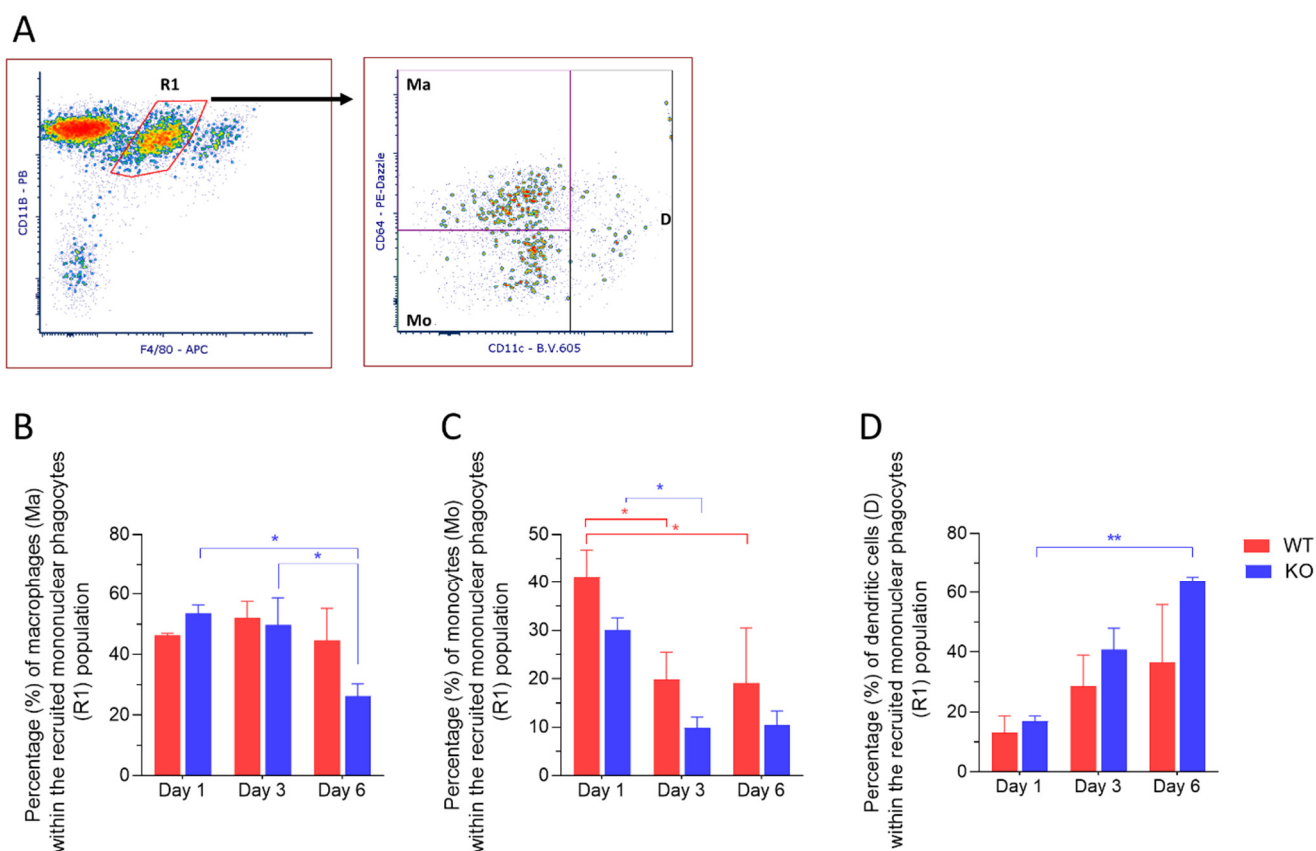 A
R1
CD11B - PB
F4/80 - APC
Ma
Mo
D
CD64 - PE-Dazzle
CD11c - B.V.605
B
Percentage (%) of macrophages (Ma)
within the recruited mononuclear phagocytes
(R1) population
80
60
40
20
0
*
*
Day 1
Day 3
Day 6
C
Percentage (%) of monocytes (Mo)
within the recruited mononuclear phagocytes
(R1) population
50
40
30
20
10
0
*
*
*
Day 1
Day 3
Day 6
D
Percentage (%) of dendritic cells (D)
within the recruited mononuclear phagocytes
(R1) population
80
60
40
20
0
**
Day 1
Day 3
Day 6
WT
KO